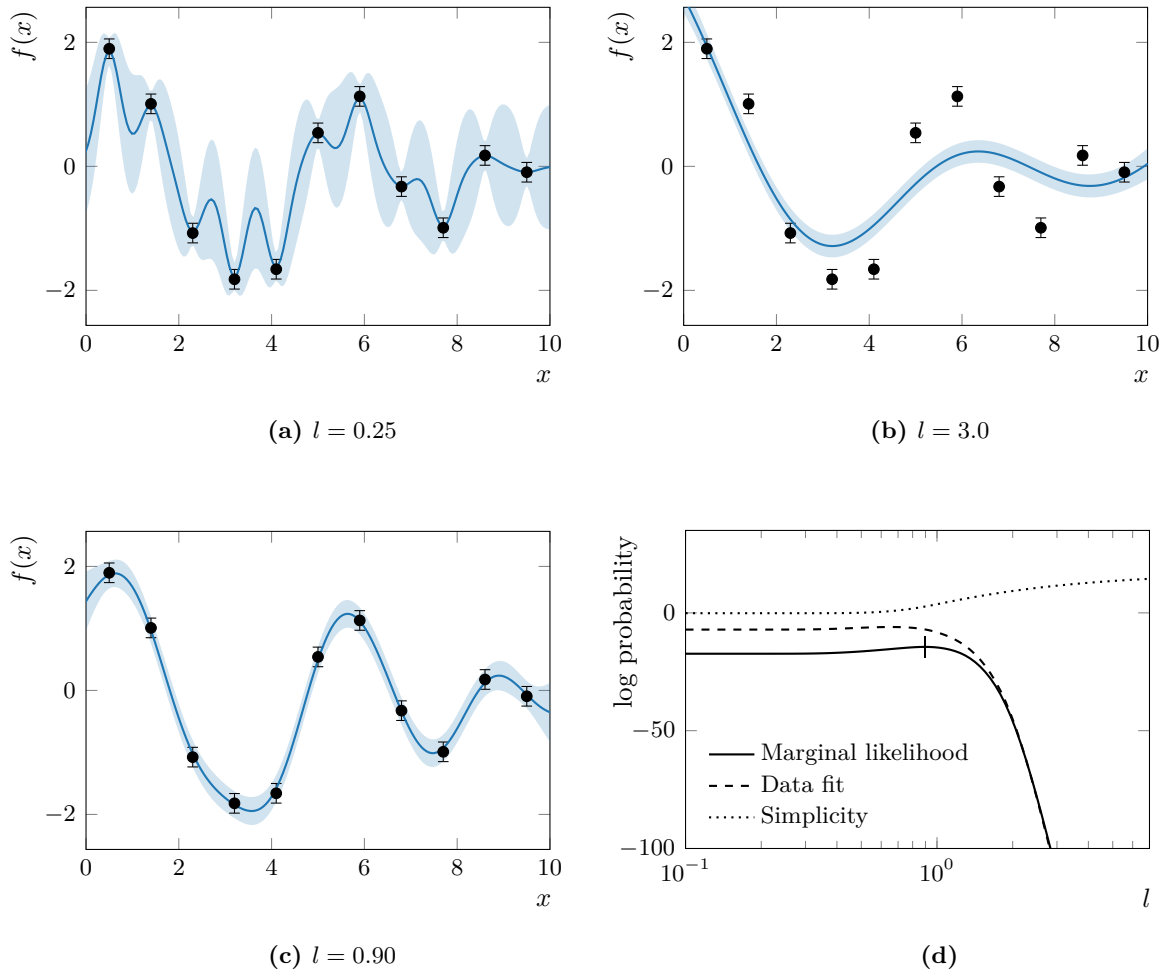 f(x)
2
0
−2
0 2 4 6 8 10
x
(a) l = 0.25
f(x)
2
0
−2
0 2 4 6 8 10
x
(b) l = 3.0
f(x)
2
0
−2
0 2 4 6 8 10
x
(c) l = 0.90
log probability
0
−50
−100
Marginal likelihood
Data fit
Simplicity
10⁻¹ 10⁰
l
(d)